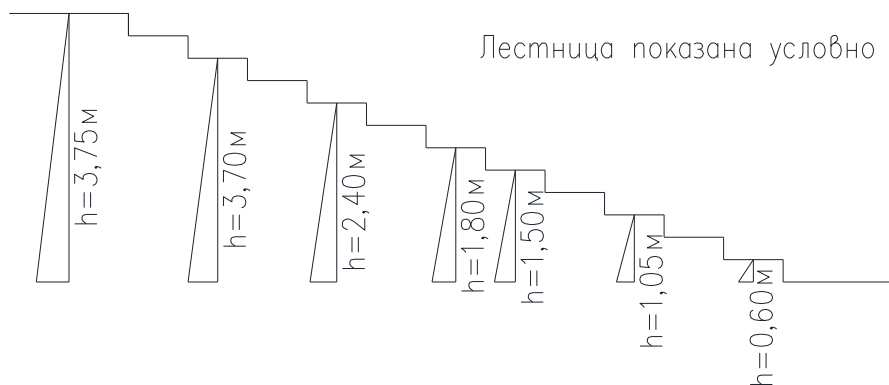 Лестница показана условно
h=3,75м
h=3,70м
h=2,40м
h=1,80м
h=1,50м
h=1,05м
h=0,60м